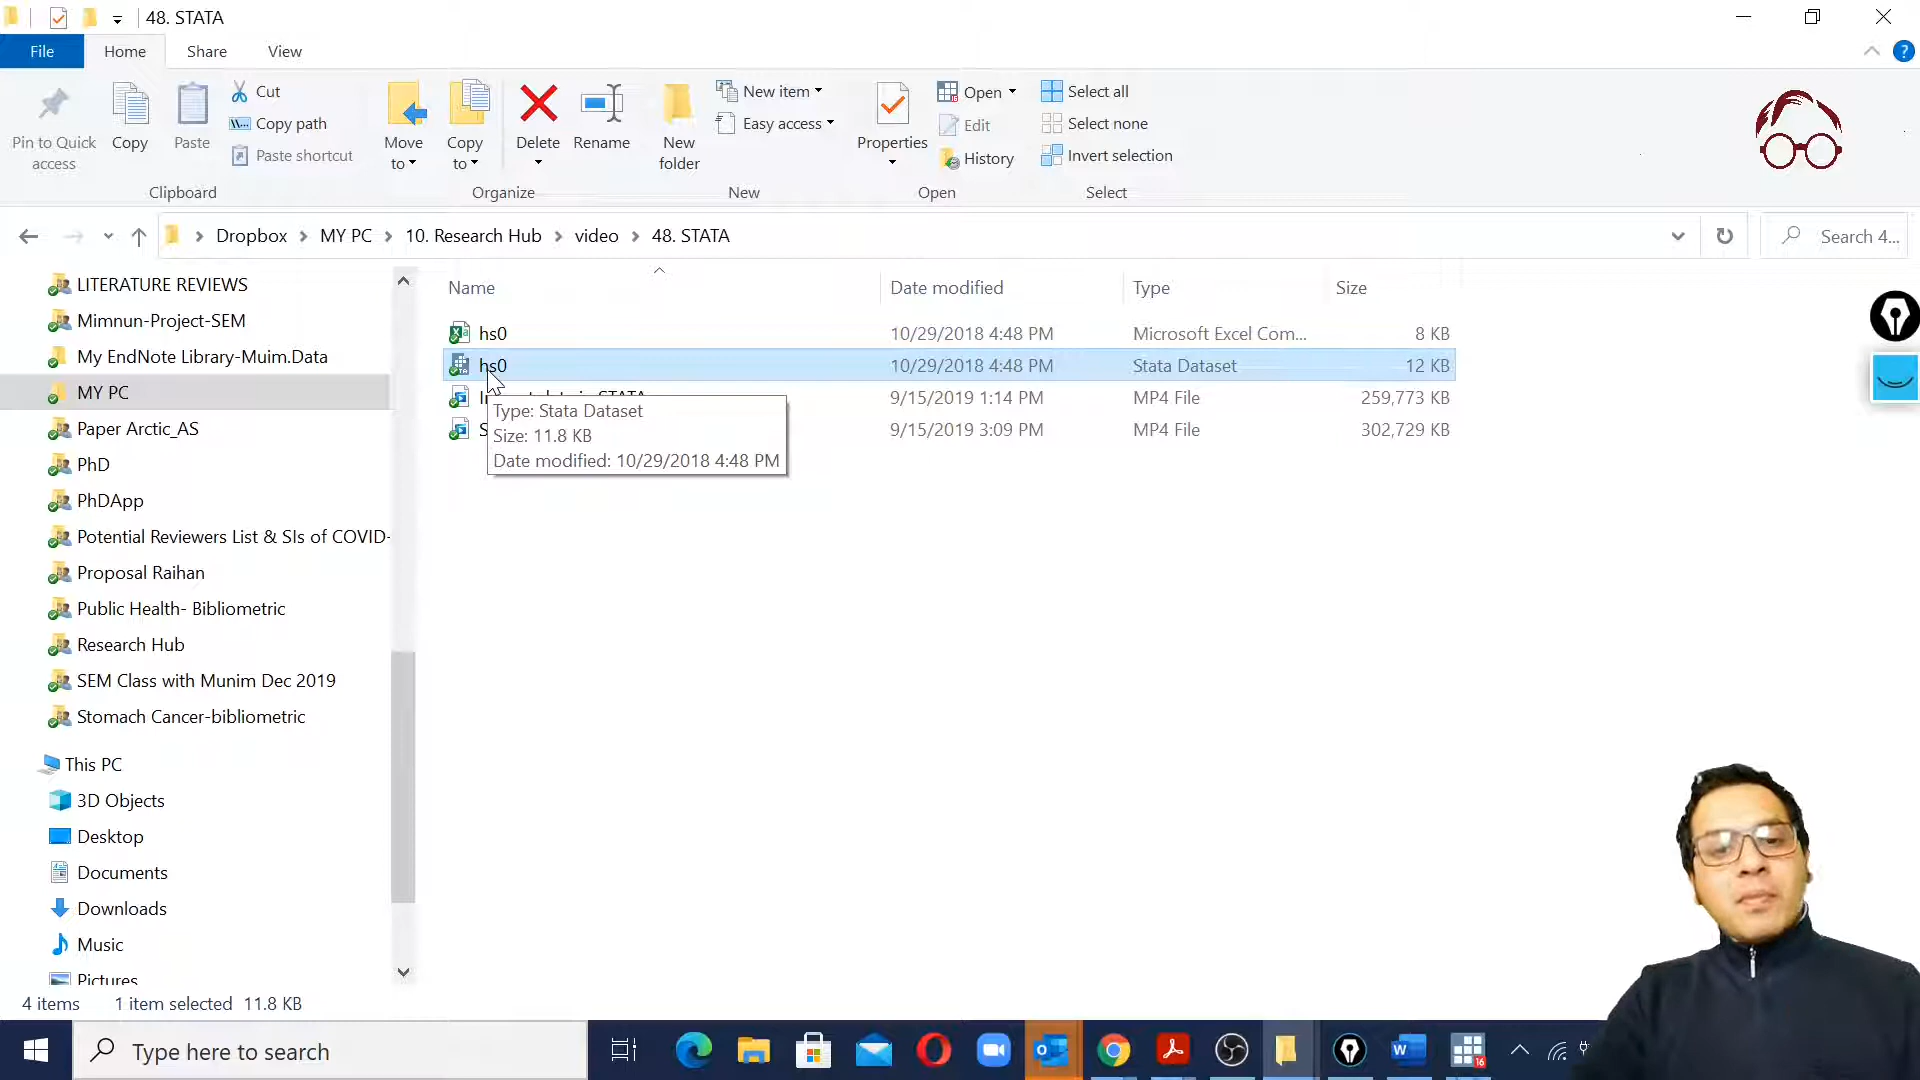 48. STATA
File
Home
Share
View
Pin to Quick access
Copy
Paste
Cut
Copy path
Paste shortcut
Clipboard
Move to
Copy to
Delete
Rename
Organize
New folder
New item
Easy access
New
Properties
Open
Edit
History
Open
Select all
Select none
Invert selection
Select
Dropbox
MY PC
10. Research Hub
video
48. STATA
Search 4...
LITERATURE REVIEWS
Mimnun-Project-SEM
My EndNote Library-Muim.Data
MY PC
Paper Arctic_AS
PhD
PhDApp
Potential Reviewers List & SIs of COVID-
Proposal Raihan
Public Health- Bibliometric
Research Hub
SEM Class with Munim Dec 2019
Stomach Cancer-bibliometric
This PC
3D Objects
Desktop
Documents
Downloads
Music
Pictures
Name Date modified Type Size
hs0 10/29/2018 4:48 PM Microsoft Excel Com... 8 KB
hs0 10/29/2018 4:48 PM Stata Dataset 12 KB
9/15/2019 1:14 PM MP4 File 259,773 KB
S 9/15/2019 3:09 PM MP4 File 302,729 KB
Type: Stata Dataset
Size: 11.8 KB
Date modified: 10/29/2018 4:48 PM
4 items 1 item selected 11.8 KB
Type here to search
16